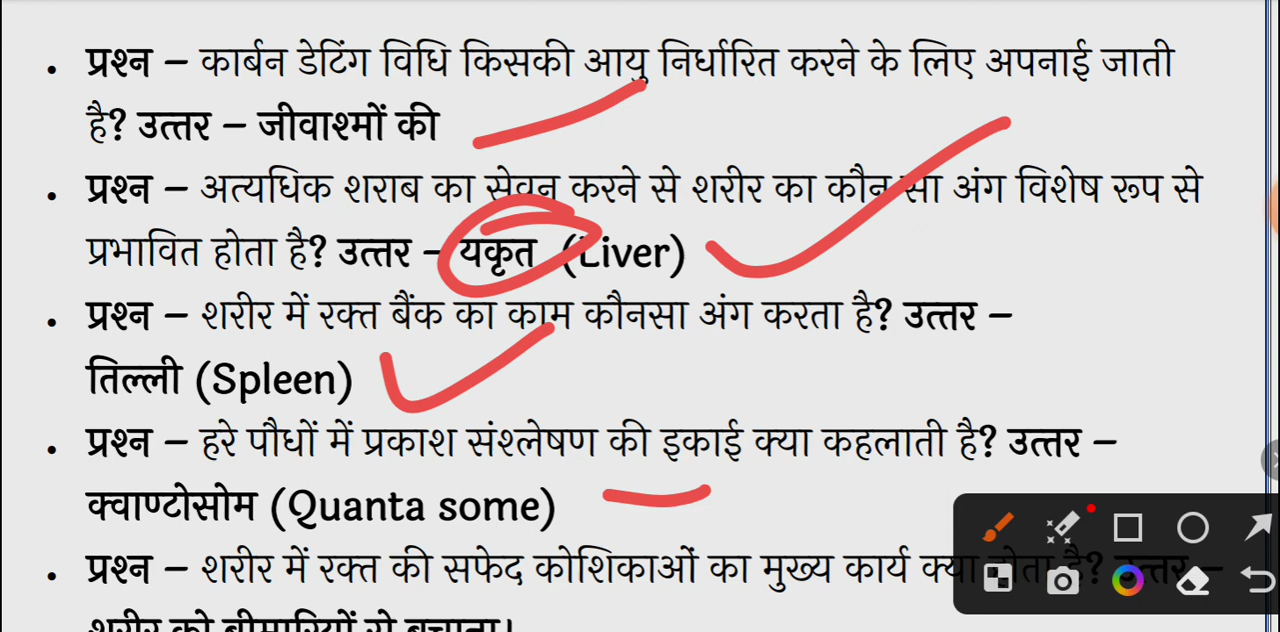 • प्रश्न – कार्बन डेटिंग विधि किसकी आयु निर्धारित करने के लिए अपनाई जाती
है? उत्तर – जीवाश्मों की
• प्रश्न – अत्यधिक शराब का सेवन करने से शरीर का कौन सा अंग विशेष रूप से
प्रभावित होता है? उत्तर – यकृत (Liver)
• प्रश्न – शरीर में रक्त बैंक का काम कौनसा अंग करता है? उत्तर –
तिल्ली (Spleen)
• प्रश्न – हरे पौधों में प्रकाश संश्लेषण की इकाई क्या कहलाती है? उत्तर –
क्वाण्टोसोम (Quanta some)
• प्रश्न – शरीर में रक्त की सफेद कोशिकाओं का मुख्य कार्य क्या होता है? उत्तर –
शरीर को बीमारियों से बचाना।